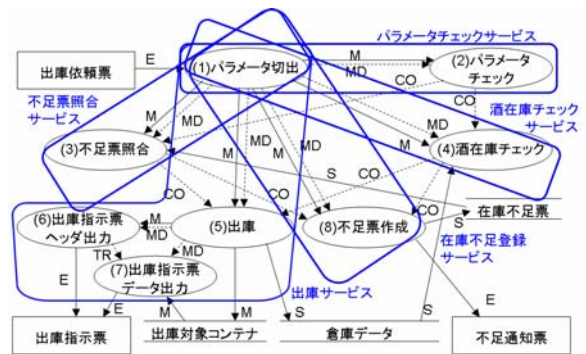 パラメータチェックサービス
E
出庫依頼票
(1)パラメータ切出
M
MD
(2)パラメータ
チェック
CO
不足票照合
サービス
M
MD
M
MD
M
M
MD
MD
M
CO
酒在庫チェック
サービス
(3)不足票照合
(4)酒在庫チェック
S
CO
CO
CO
CO
在庫不足票
S
(6)出庫指示票
ヘッダ出力
M
MD
(5)出庫
(8)不足票作成
在庫不足登録
サービス
TR
MD
(7)出庫指示票
データ出力
出庫サービス
E
E
M
M
S
S
E
出庫指示票
出庫対象コンテナ
倉庫データ
不足通知票